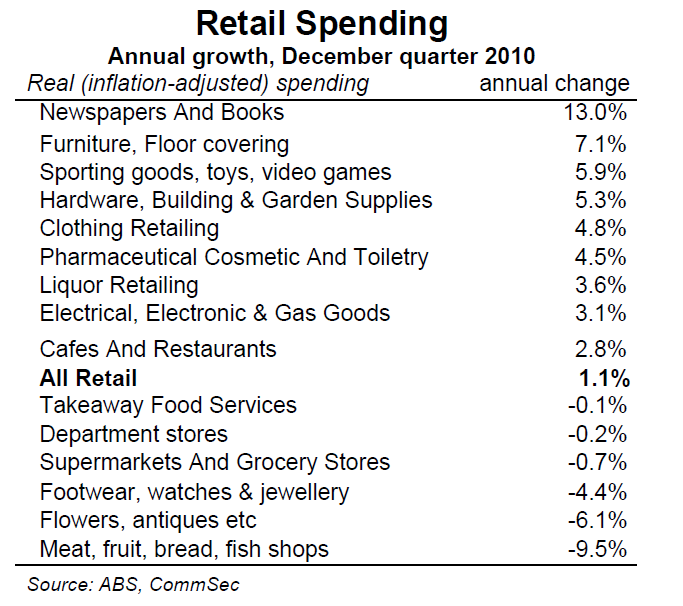 Retail Spending
Annual growth, December quarter 2010
Real (inflation-adjusted) spending annual change
Newspapers And Books 13.0%
Furniture, Floor covering 7.1%
Sporting goods, toys, video games 5.9%
Hardware, Building & Garden Supplies 5.3%
Clothing Retailing 4.8%
Pharmaceutical Cosmetic And Toiletry 4.5%
Liquor Retailing 3.6%
Electrical, Electronic & Gas Goods 3.1%
Cafes And Restaurants 2.8%
All Retail 1.1%
Takeaway Food Services -0.1%
Department stores -0.2%
Supermarkets And Grocery Stores -0.7%
Footwear, watches & jewellery -4.4%
Flowers, antiques etc -6.1%
Meat, fruit, bread, fish shops -9.5%
Source: ABS, CommSec